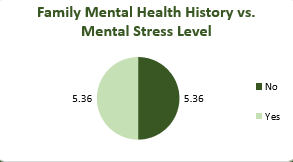 Family Mental Health History vs.
Mental Stress Level
5.36
5.36
No
Yes